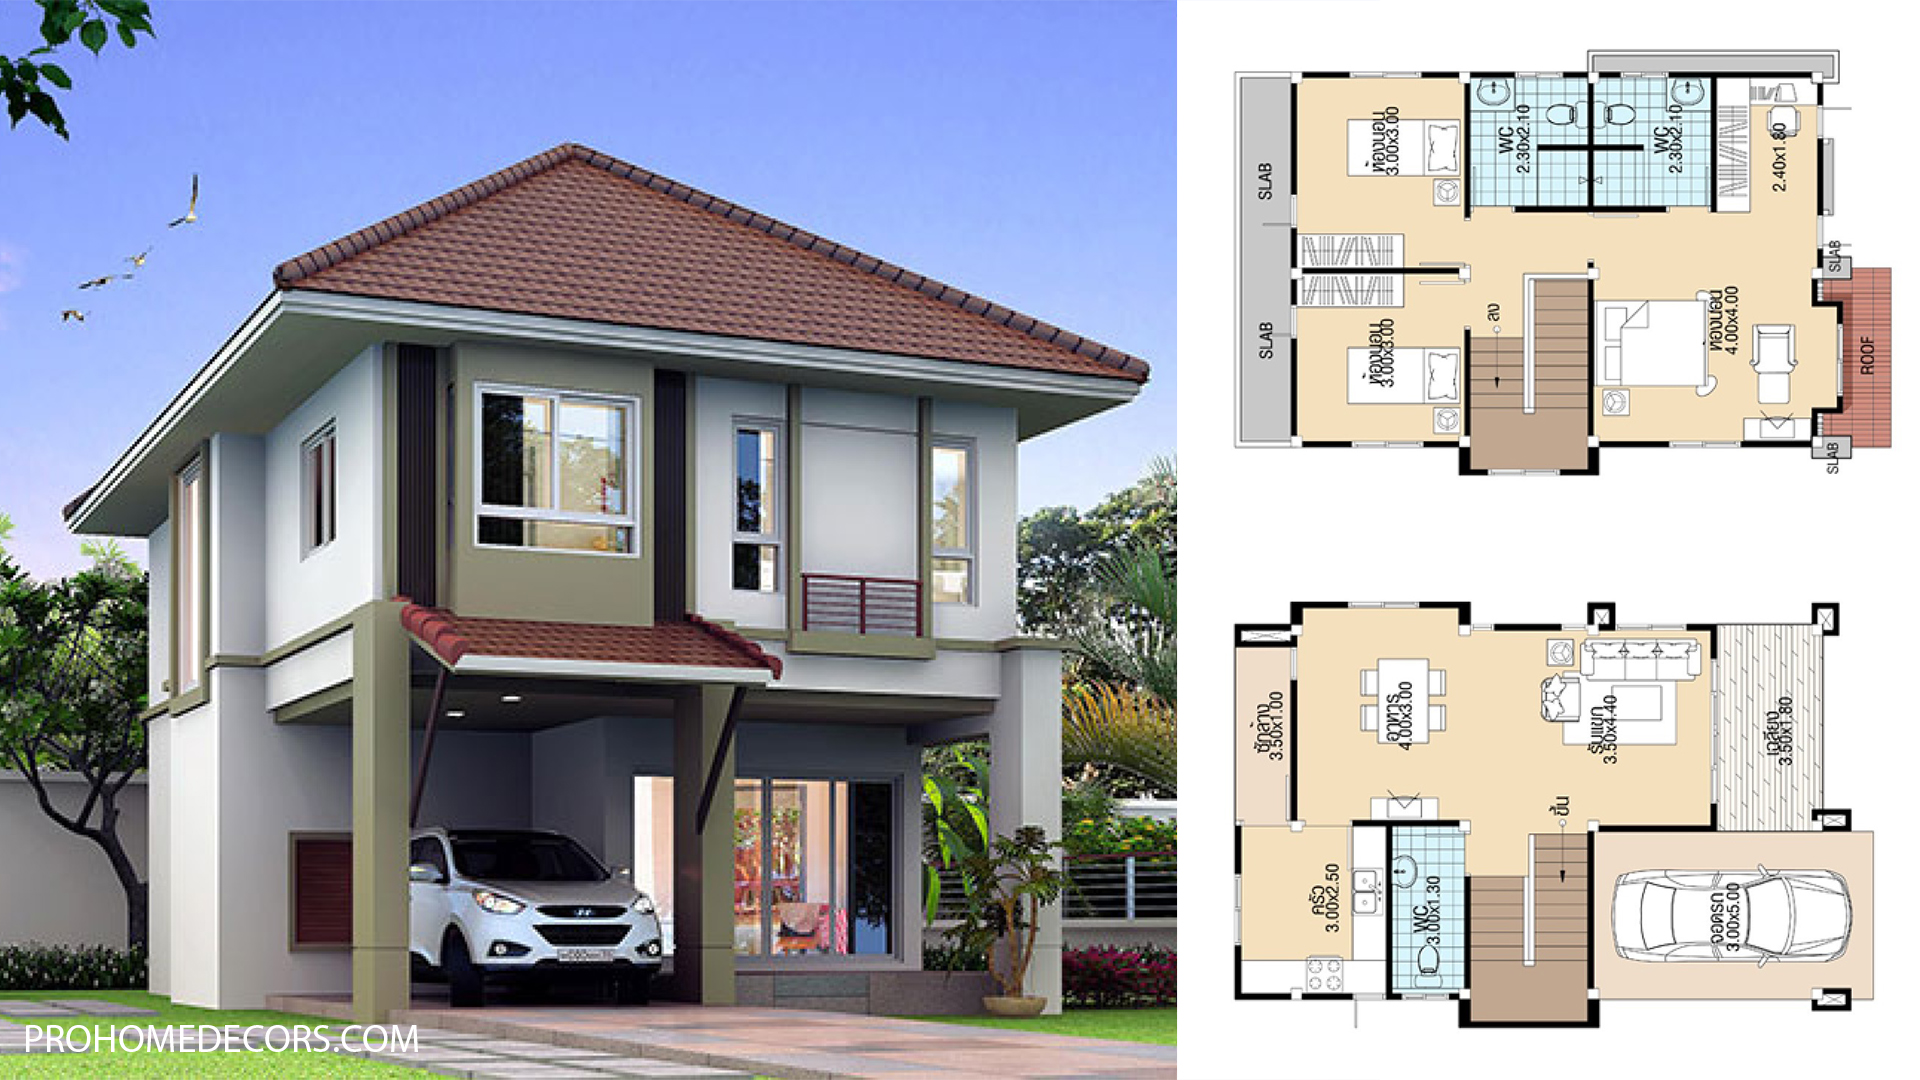 PROHOMEDECORS.COM
SLAB
SLAB
ห้องนอน
3.00x3.00
WC
2.30x2.10
WC
2.30x2.10
2.40x1.80
SLAB
ห้องนอน
3.00x3.00
ลง
ห้องนอน
4.00x4.00
ROOF
SLAB
ซักล้าง
3.50x1.00
อาหาร
4.00x3.00
รับแขก
3.50x4.40
เฉลียง
3.50x1.80
ขึ้น
ครัว
3.00x2.50
WC
3.00x1.30
จอดรถ
3.00x5.00